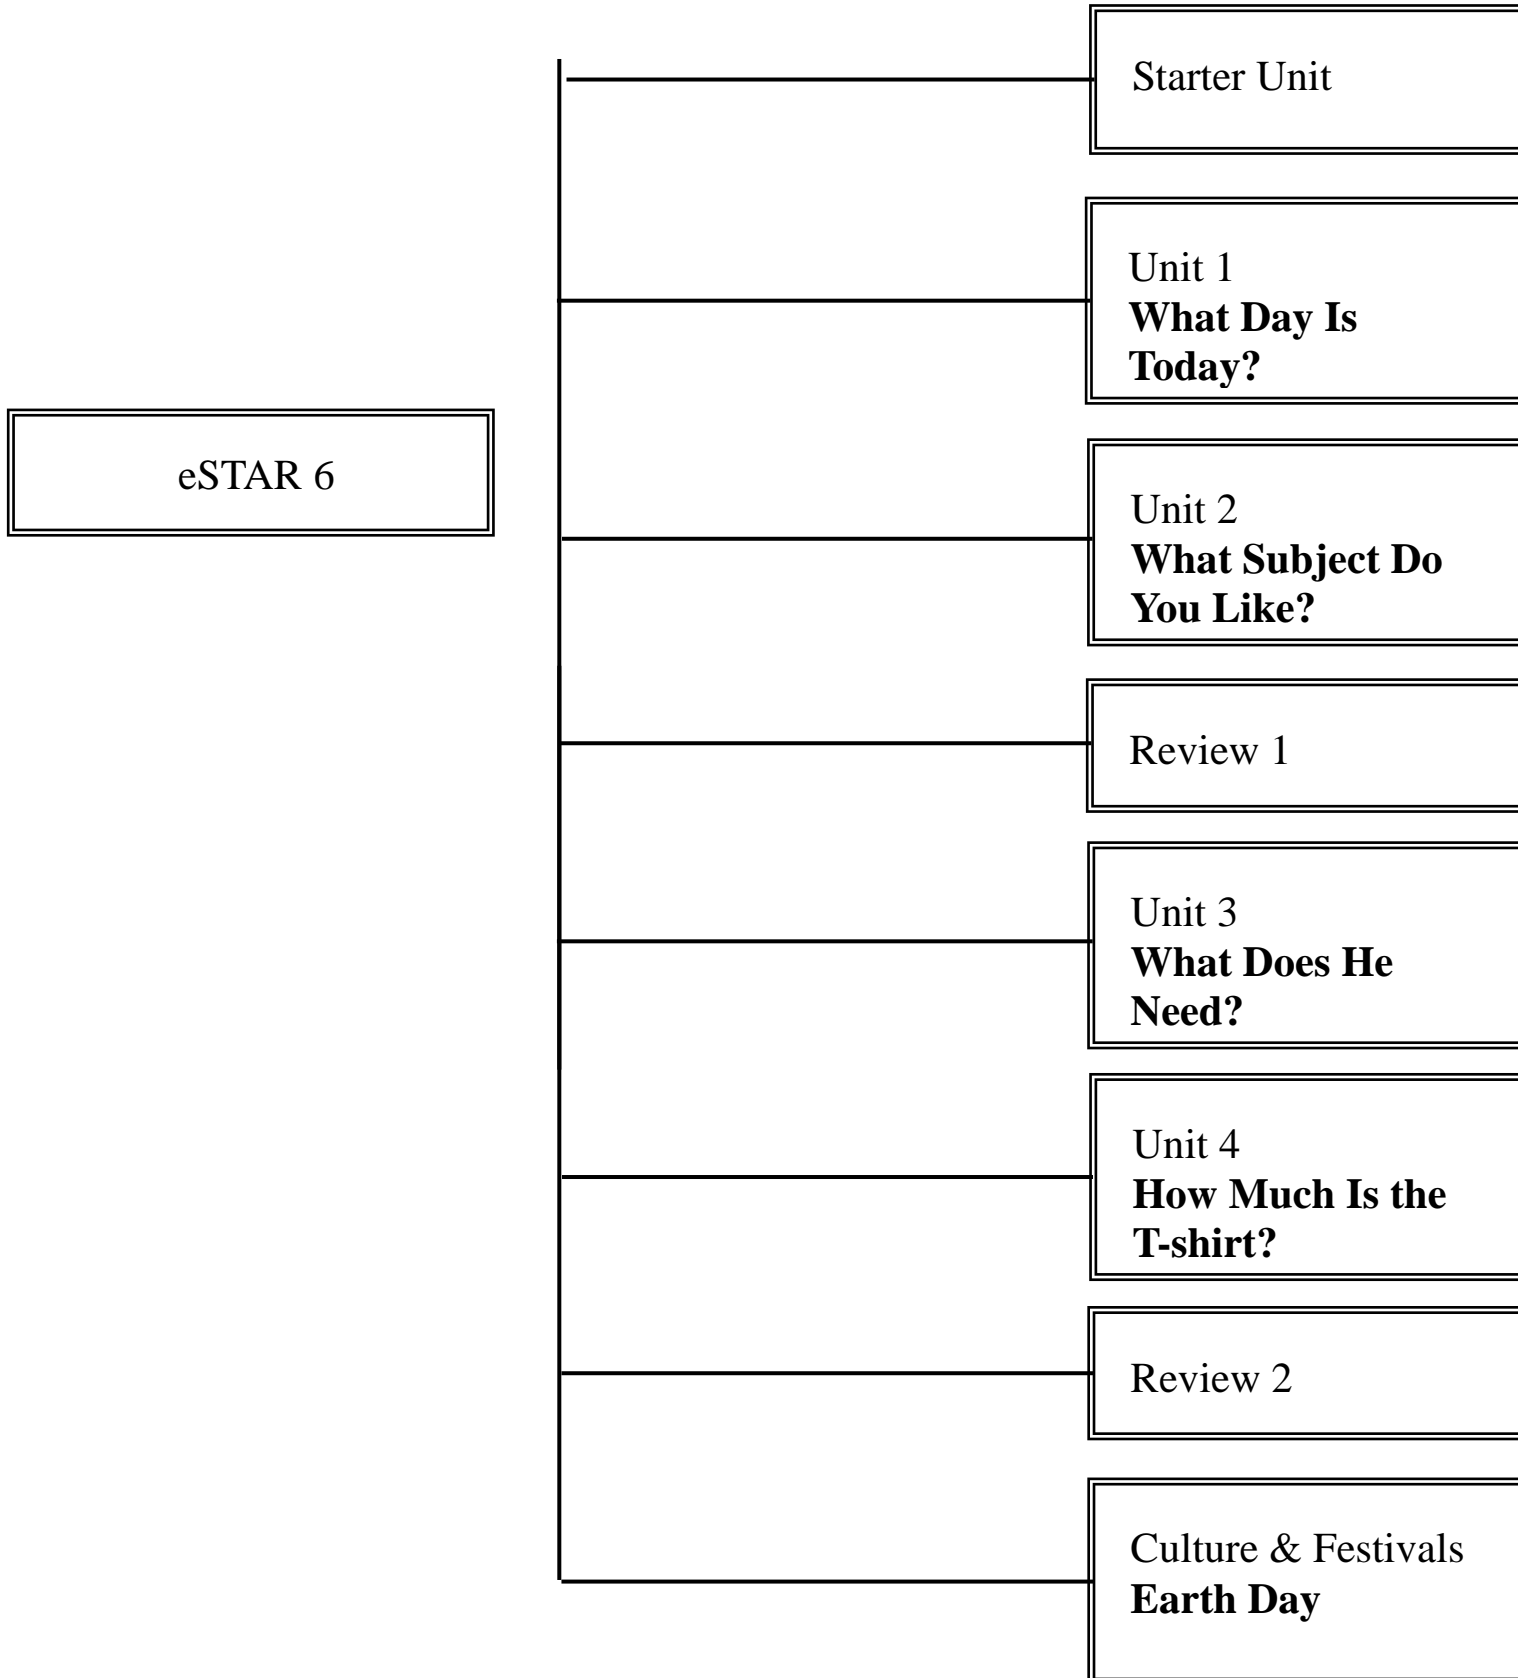 Starter Unit
Unit 1
What Day Is
Today?
eSTAR 6
Unit 2
What Subject Do
You Like?
Review 1
Unit 3
What Does He
Need?
Unit 4
How Much Is the
T-shirt?
Review 2
Culture & Festivals
Earth Day